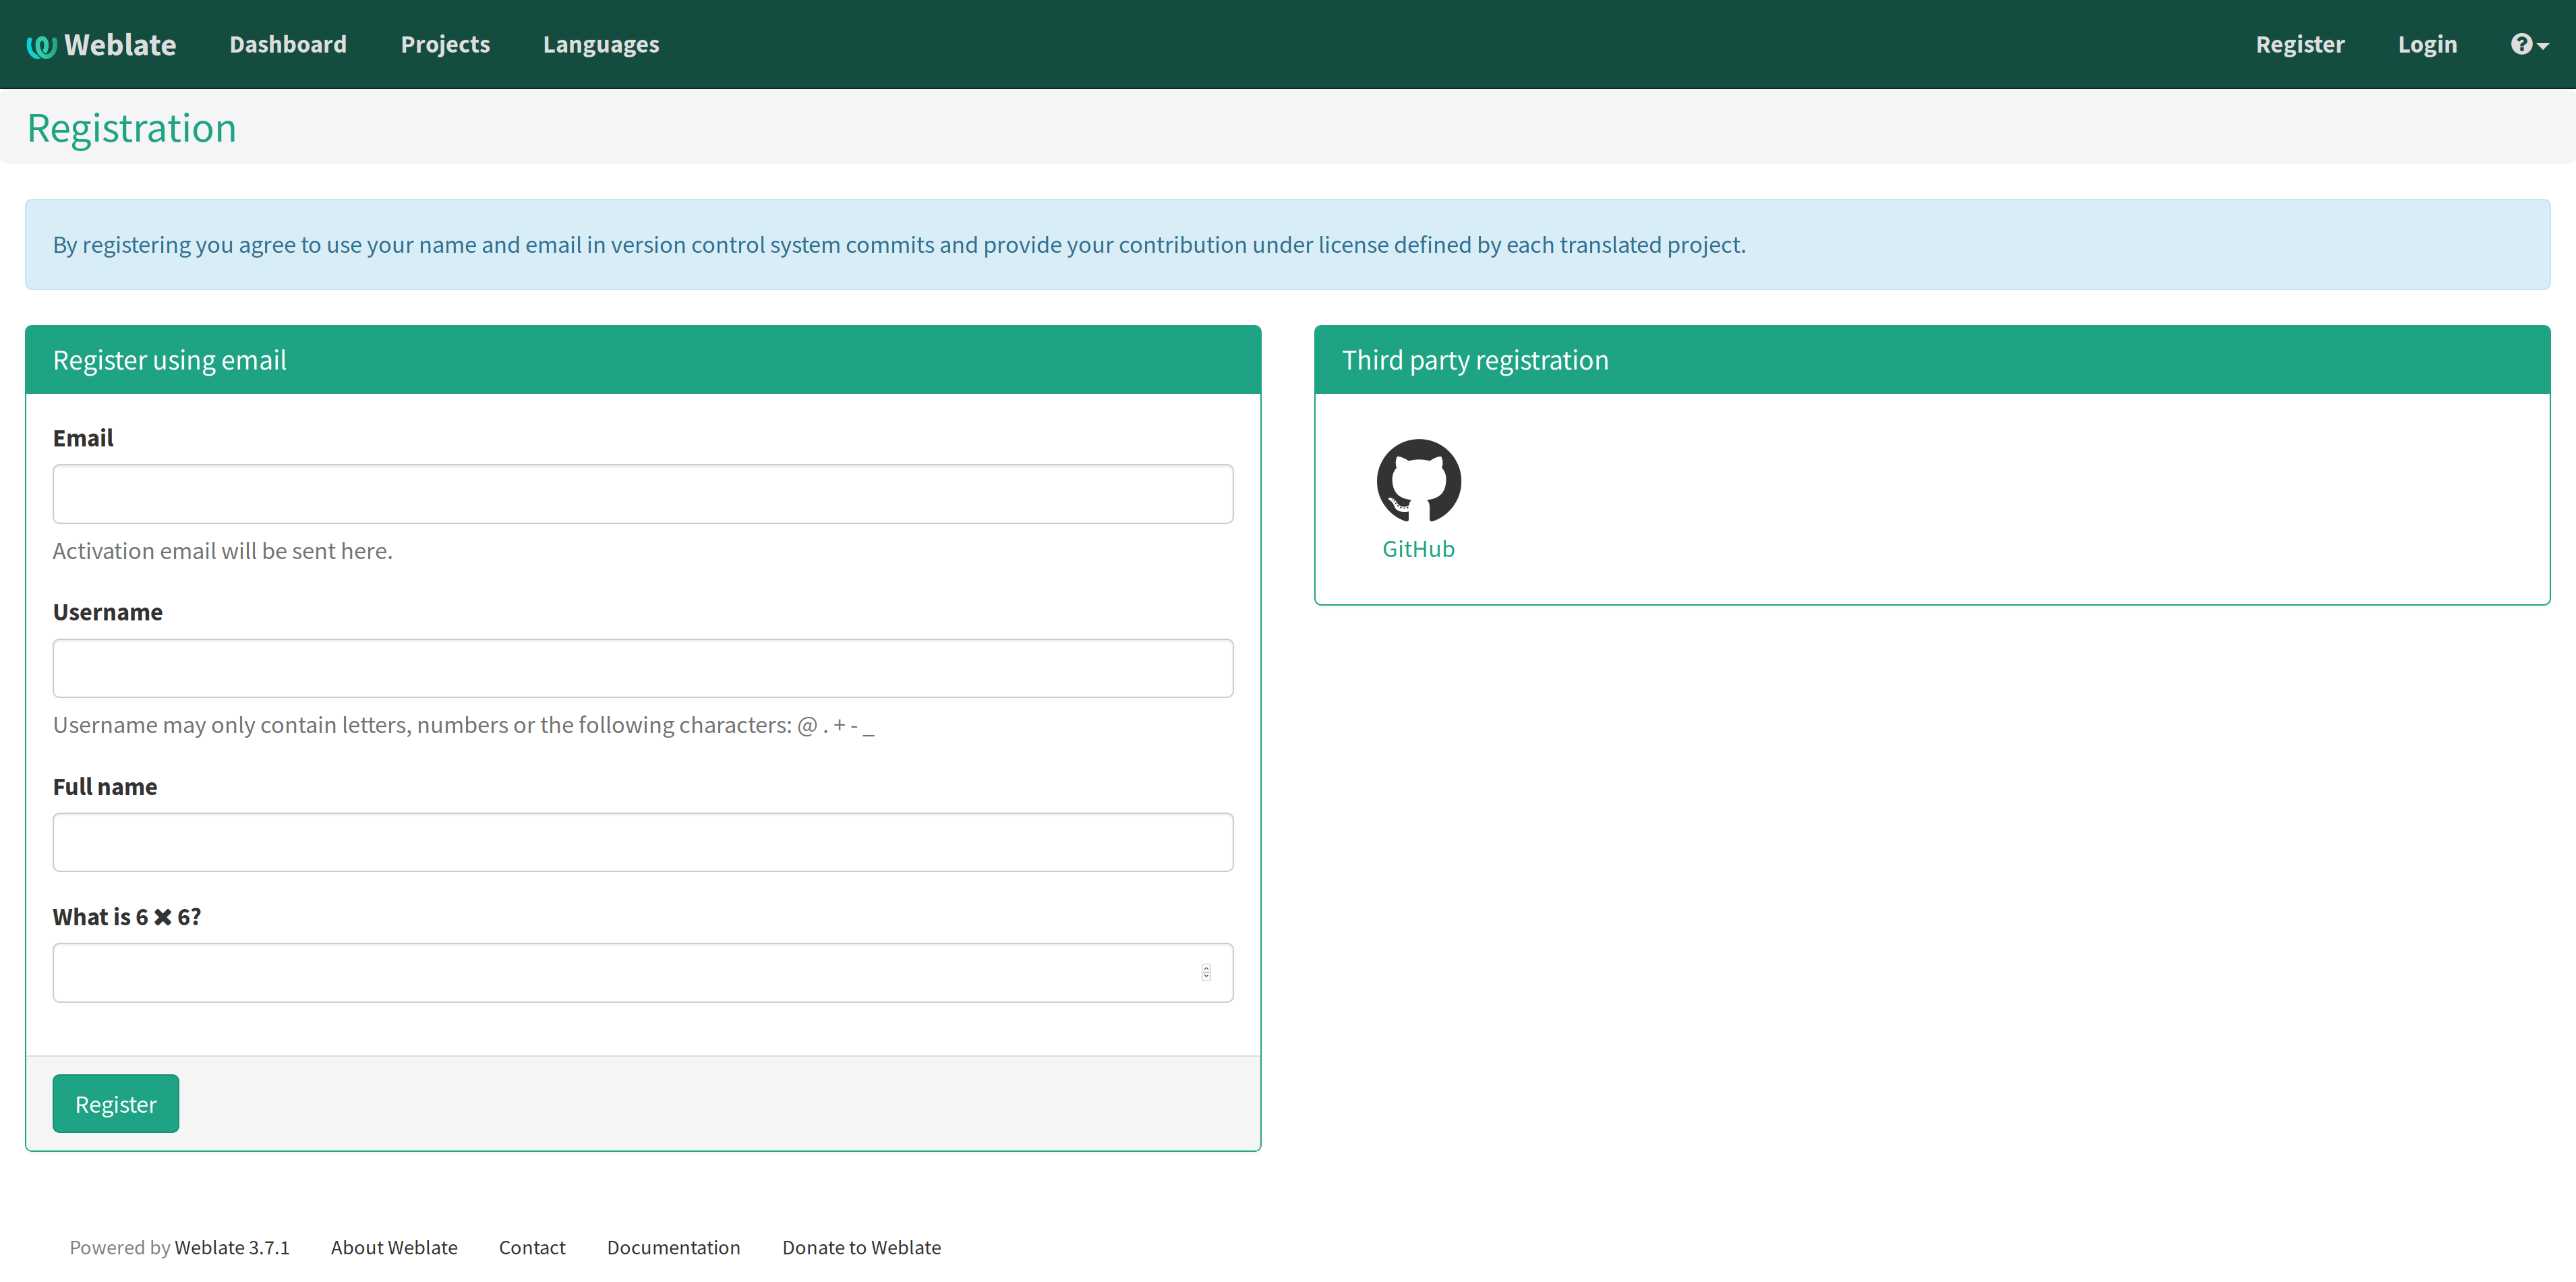 Weblate Dashboard Projects Languages Register Login
Registration
By registering you agree to use your name and email in version control system commits and provide your contribution under license defined by each translated project.
Register using email
Email
Activation email will be sent here.
Username
Username may only contain letters, numbers or the following characters: @ . + - _
Full name
What is 6 ✖ 6?
Register
Third party registration
GitHub
Powered by Weblate 3.7.1 About Weblate Contact Documentation Donate to Weblate